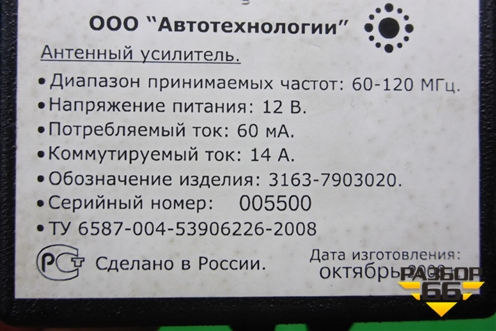 ООО “Автотехнологии”
Антенный усилитель.
• Диапазон принимаемых частот: 60-120 МГц.
• Напряжение питания: 12 В.
• Потребляемый ток: 60 мА.
• Коммутируемый ток: 14 А.
• Обозначение изделия: 3163-7903020.
• Серийный номер: 005500
• ТУ 6587-004-53906226-2008
РСТ Сделано в России.
Дата изготовления:
октябрь
РАЗБОР
66